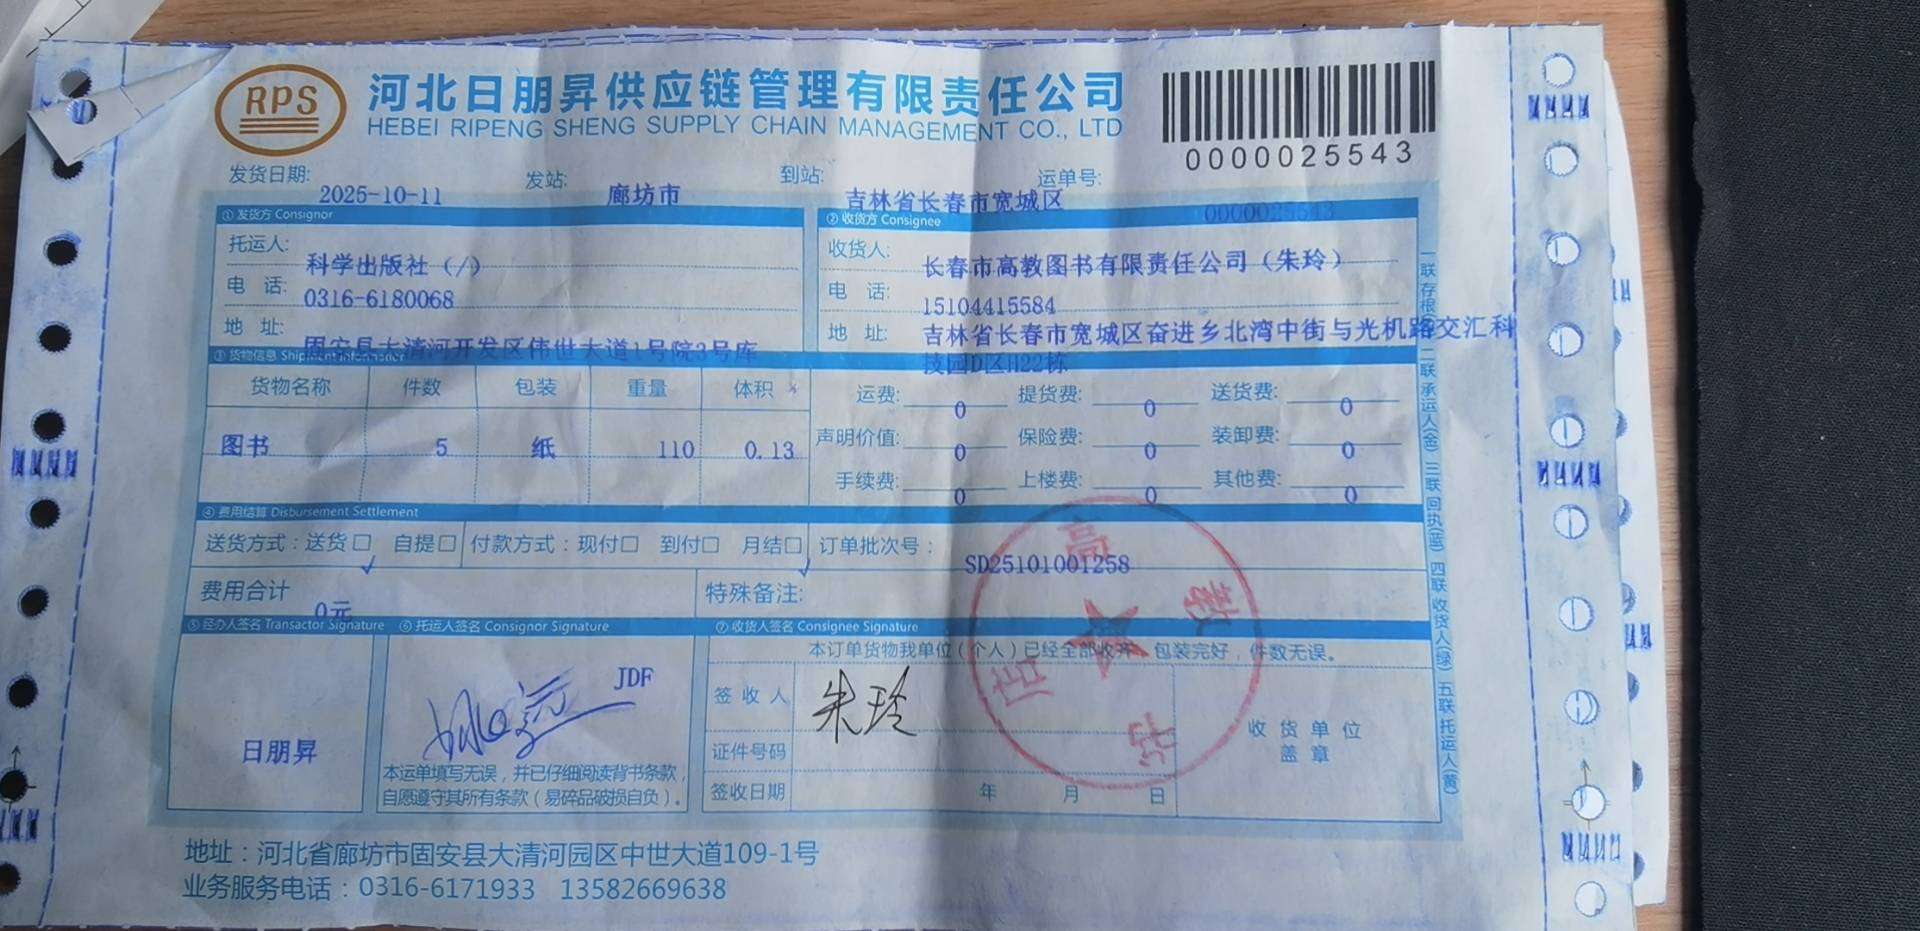 RPS
河北日朋昇供应链管理有限责任公司
HEBEI RIPENG SHENG SUPPLY CHAIN MANAGEMENT CO., LTD
0000025543
发货日期: 2025-10-11 发站: 廊坊市 到站: 吉林省长春市宽城区 运单号: 0000025543
① 发货方 Consignor
② 收货方 Consignee
托运人: 科学出版社（/）
收货人: 长春市高教图书有限责任公司（朱玲）
电 话: 0316-6180068
电 话: 15104415584
地 址: 固安县大清河开发区伟世大道1号院3号库
地 址: 吉林省长春市宽城区奋进乡北湾中街与光机路交汇科
技园D区H22栋
③ 货物信息 Shipment Information
货物名称 件数 包装 重量 体积
图书 5 纸 110 0.13
运费: 0 提货费: 0 送货费: 0
声明价值: 0 保险费: 0 装卸费: 0
手续费: 0 上楼费: 0 其他费: 0
④ 费用结算 Disbursement Settlement
送货方式：送货□√ 自提□ 付款方式：现付□ 到付□ 月结□√ 订单批次号： SD25101001258
费用合计 0元 特殊备注:
⑤ 经办人签名 Transactor Signature ⑥ 托运人签名 Consignor Signature ⑦ 收货人签名 Consignee Signature
本订单货物我单位（个人）已经全部收齐，包装完好，件数无误。
日朋昇
JDF
本运单填写无误，并已仔细阅读背书条款，
自愿遵守其所有条款（易碎品破损自负）。
签 收 人 朱玲
证件号码
签收日期 年 月 日
收 货 单 位
盖 章
高教书店
一联存根 二联承运人(金) 三联回执(蓝) 四联收货人(绿) 五联托运人(黄)
地址：河北省廊坊市固安县大清河园区中世大道109-1号
业务服务电话：0316-6171933 13582669638